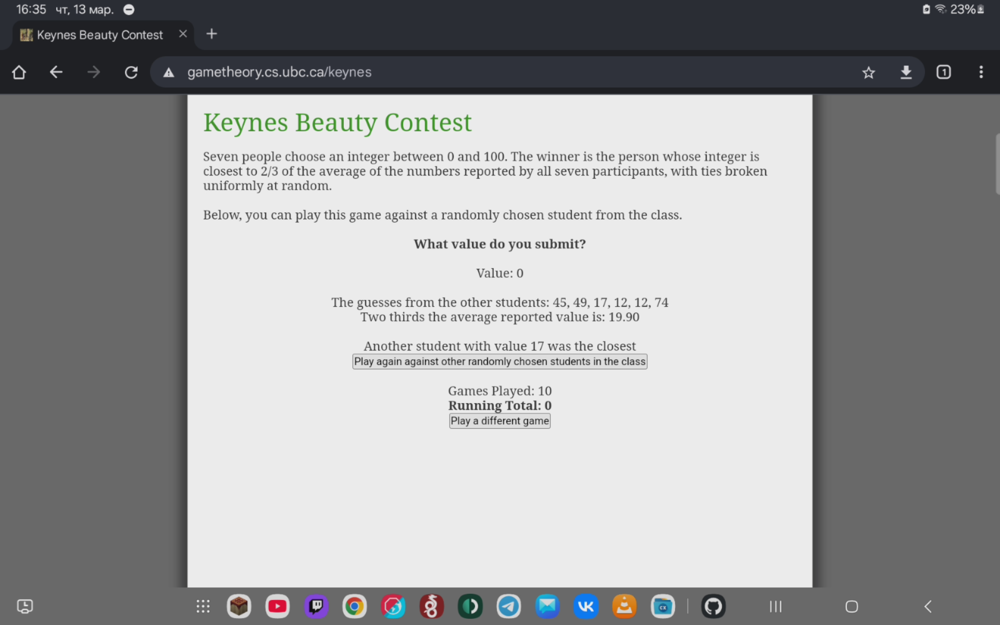 16:35 чт, 13 мар. 23%
Keynes Beauty Contest
gametheory.cs.ubc.ca/keynes
1
Keynes Beauty Contest
Seven people choose an integer between 0 and 100. The winner is the person whose integer is
closest to 2/3 of the average of the numbers reported by all seven participants, with ties broken
uniformly at random.
Below, you can play this game against a randomly chosen student from the class.
What value do you submit?
Value: 0
The guesses from the other students: 45, 49, 17, 12, 12, 74
Two thirds the average reported value is: 19.90
Another student with value 17 was the closest
Play again against other randomly chosen students in the class
Games Played: 10
Running Total: 0
Play a different game
VK
CX